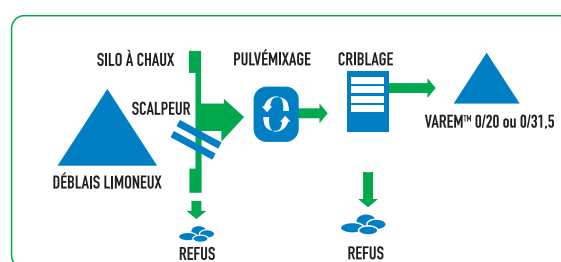 SILO À CHAUX
PULVÉMIXAGE
CRIBLAGE
SCALPEUR
VAREM™ 0/20 ou 0/31,5
DÉBLAIS LIMONEUX
REFUS
REFUS